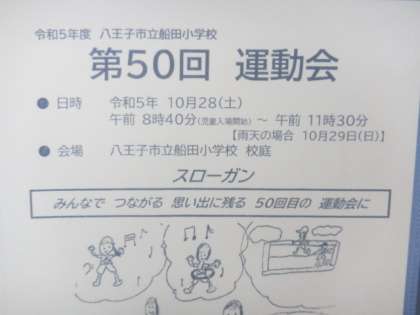 令和5年度 八王子市立船田小学校
第50回 運動会
● 日時 令和5年 10月28(土)
午前 8時40分(児童入場開始) ～ 午前 11時30分
【雨天の場合 10月29日(日)】
● 会場 八王子市立船田小学校 校庭
スローガン
みんなで つながる 思い出に残る 50回目の 運動会に